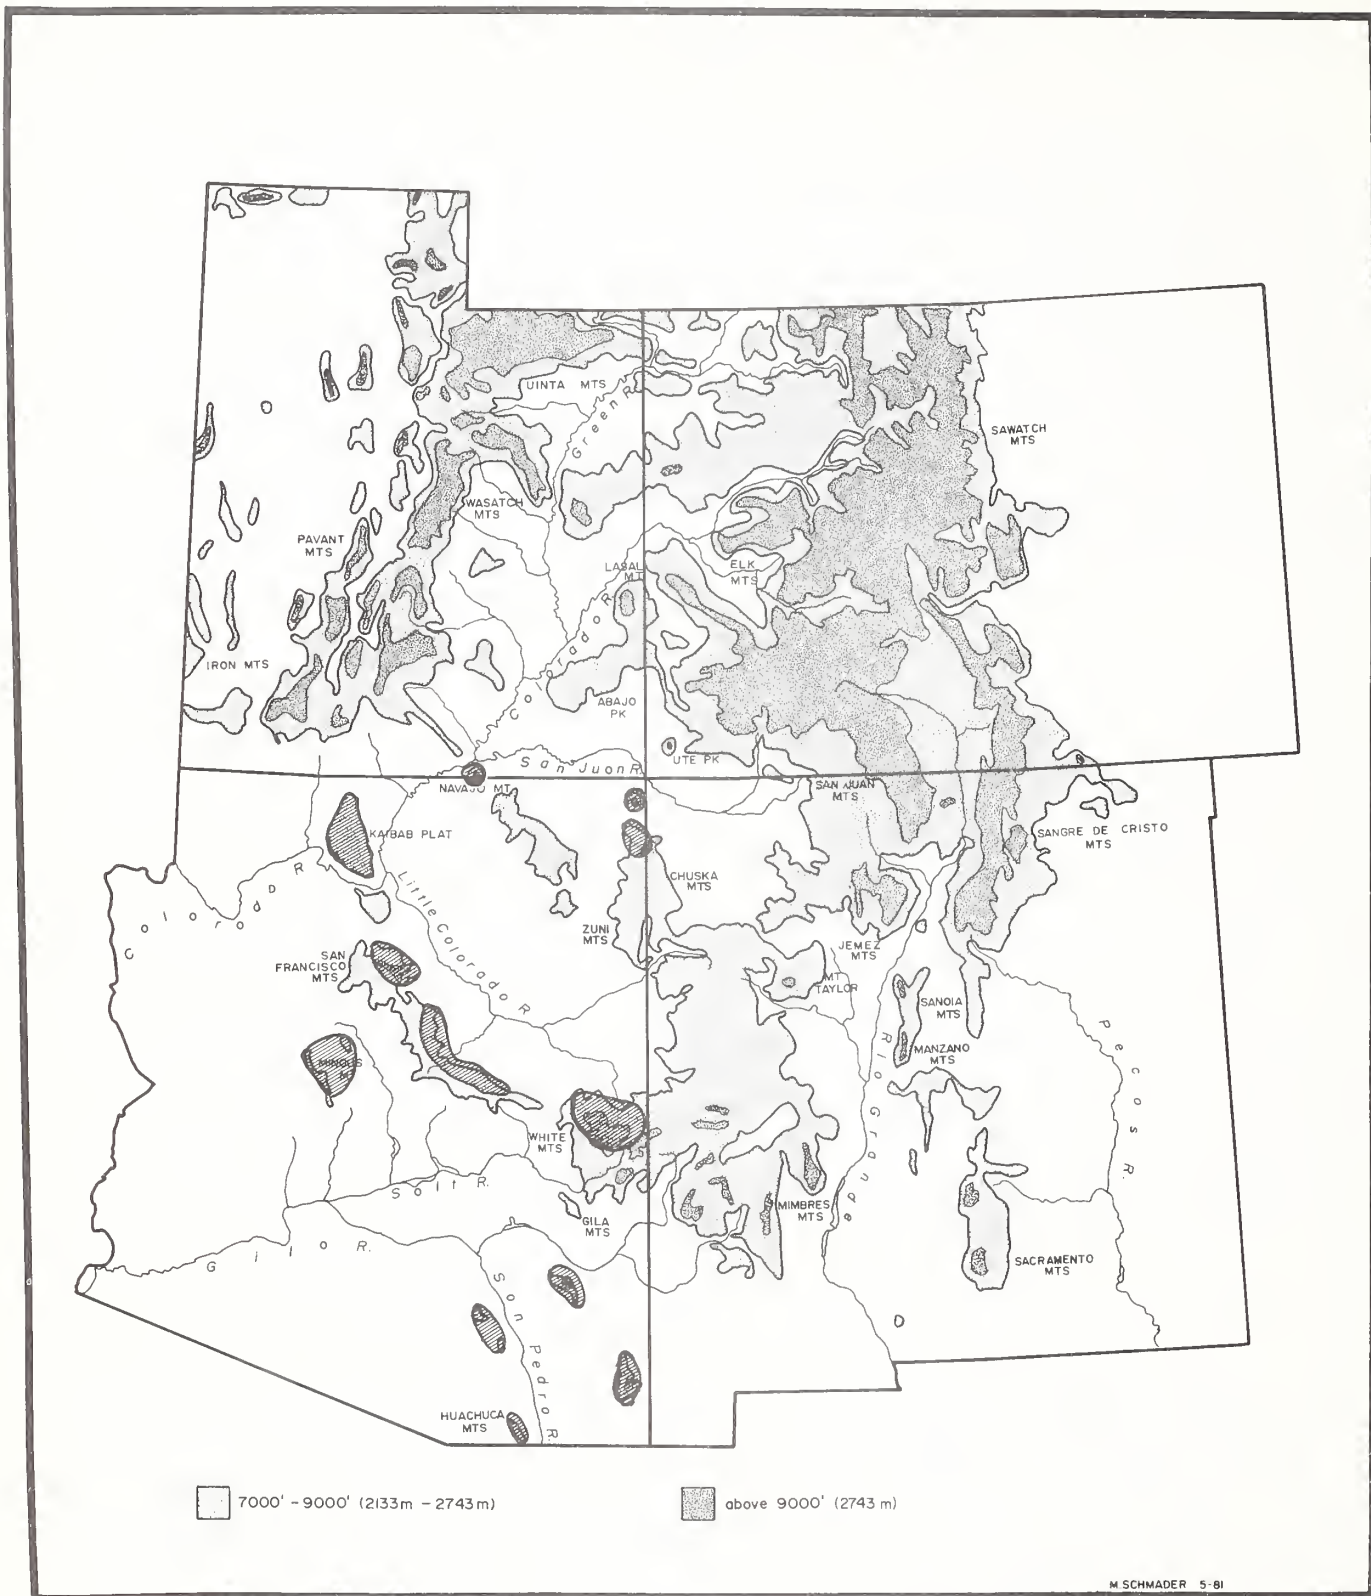 UINTA MTS
Green R.
SAWATCH
MTS
WASATCH
MTS
PAVANT
MTS
LASAL
MT
ELK
MTS
Colorado R.
IRON MTS
ABAJO
PK
UTE PK
San Juan R.
NAVAJO MT.
SAN JUAN
MTS
KAIBAB PLAT
SANGRE DE CRISTO
MTS
Colorado R
Little Colorado R
CHUSKA
MTS
ZUNI
MTS
JEMEZ
MTS
SAN
FRANCISCO
MTS
MT
TAYLOR
SANDIA
MTS
MANZANO
MTS
Pecos R.
Rio Grande
MINGUS
WHITE
MTS
Salt R.
GILA
MTS
MIMBRES
MTS
Gila R.
SACRAMENTO
MTS
San Pedro R.
HUACHUCA
MTS
7000' - 9000' (2133m - 2743m)
above 9000' (2743 m)
M SCHMADER 5-81